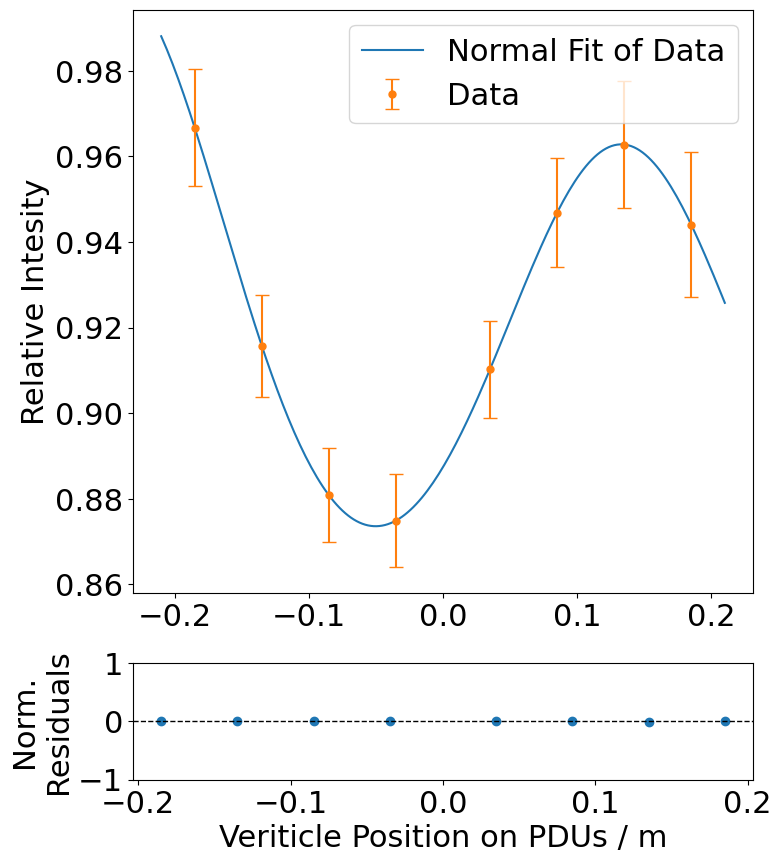 Normal Fit of Data
Data
Relative Intesity
0.98
0.96
0.94
0.92
0.90
0.88
0.86
−0.2 −0.1 0.0 0.1 0.2
Norm.
Residuals
1
0
−1
−0.2 −0.1 0.0 0.1 0.2
Veriticle Position on PDUs / m